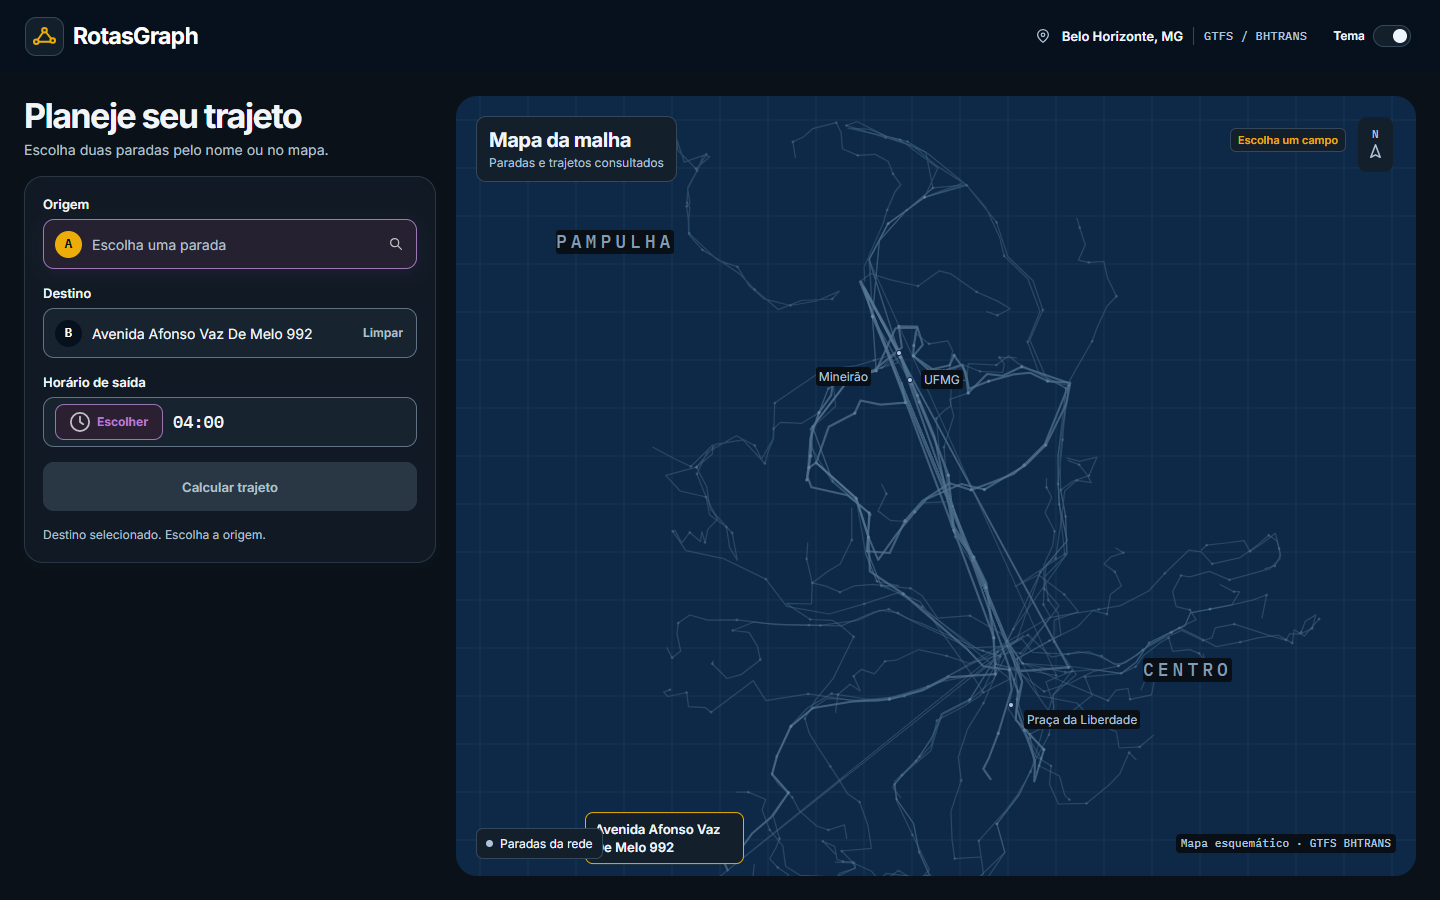 RotasGraph
Belo Horizonte, MG
GTFS / BHTRANS
Tema
Planeje seu trajeto
Escolha duas paradas pelo nome ou no mapa.
Origem
A
Escolha uma parada
Destino
B
Avenida Afonso Vaz De Melo 992
Limpar
Horário de saída
Escolher
04:00
Calcular trajeto
Destino selecionado. Escolha a origem.
Mapa da malha
Paradas e trajetos consultados
Escolha um campo
N
PAMPULHA
Mineirão
UFMG
CENTRO
Praça da Liberdade
Avenida Afonso Vaz
De Melo 992
Paradas da rede
Mapa esquemático · GTFS BHTRANS